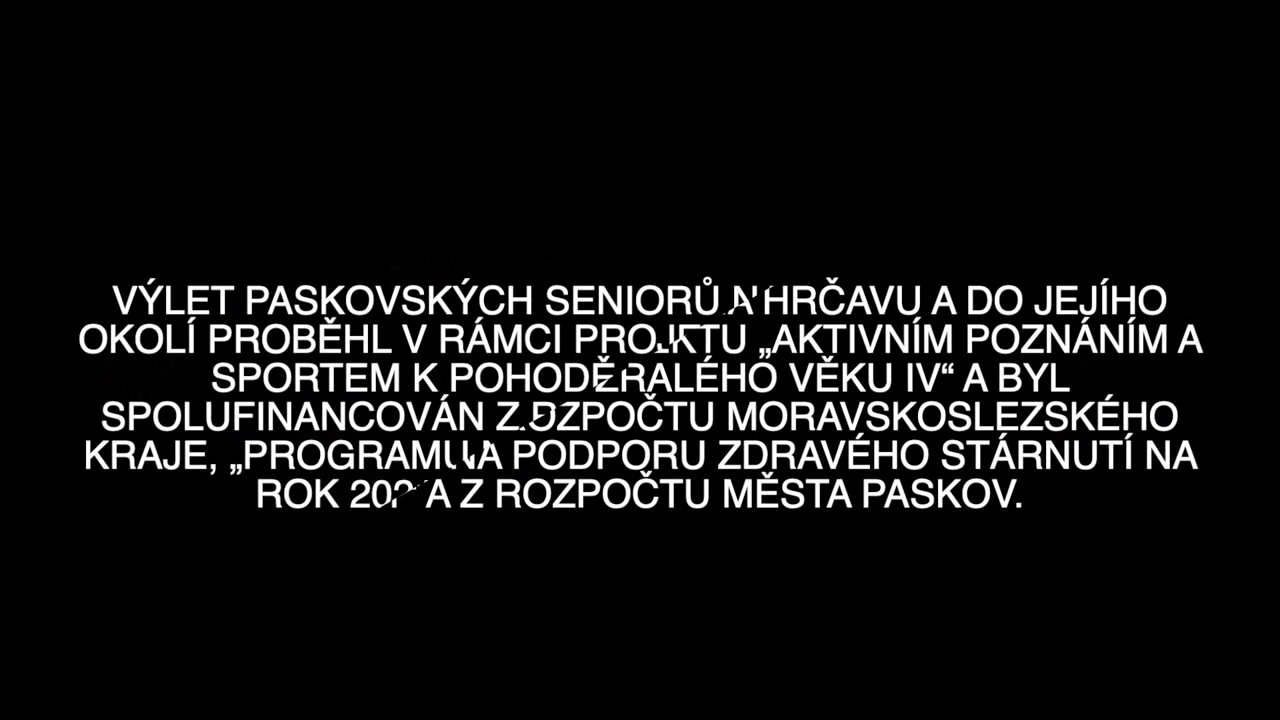 VÝLET PASKOVSKÝCH SENIORŮ HRČAVU A DO JEJÍHO
OKOLÍ PROBĚHL V RÁMCI „AKTIVNÍM POZNÁNÍM A
SPORTEM K VĚKU IV“ A BYL
SPOLUFINANCOVÁN MORAVSKOSLEZSKÉHO
KRAJE, PODPORU ZDRAVÉHO STÁRNUTÍ NA
ROK A Z ROZPOČTU MĚSTA PASKOV.